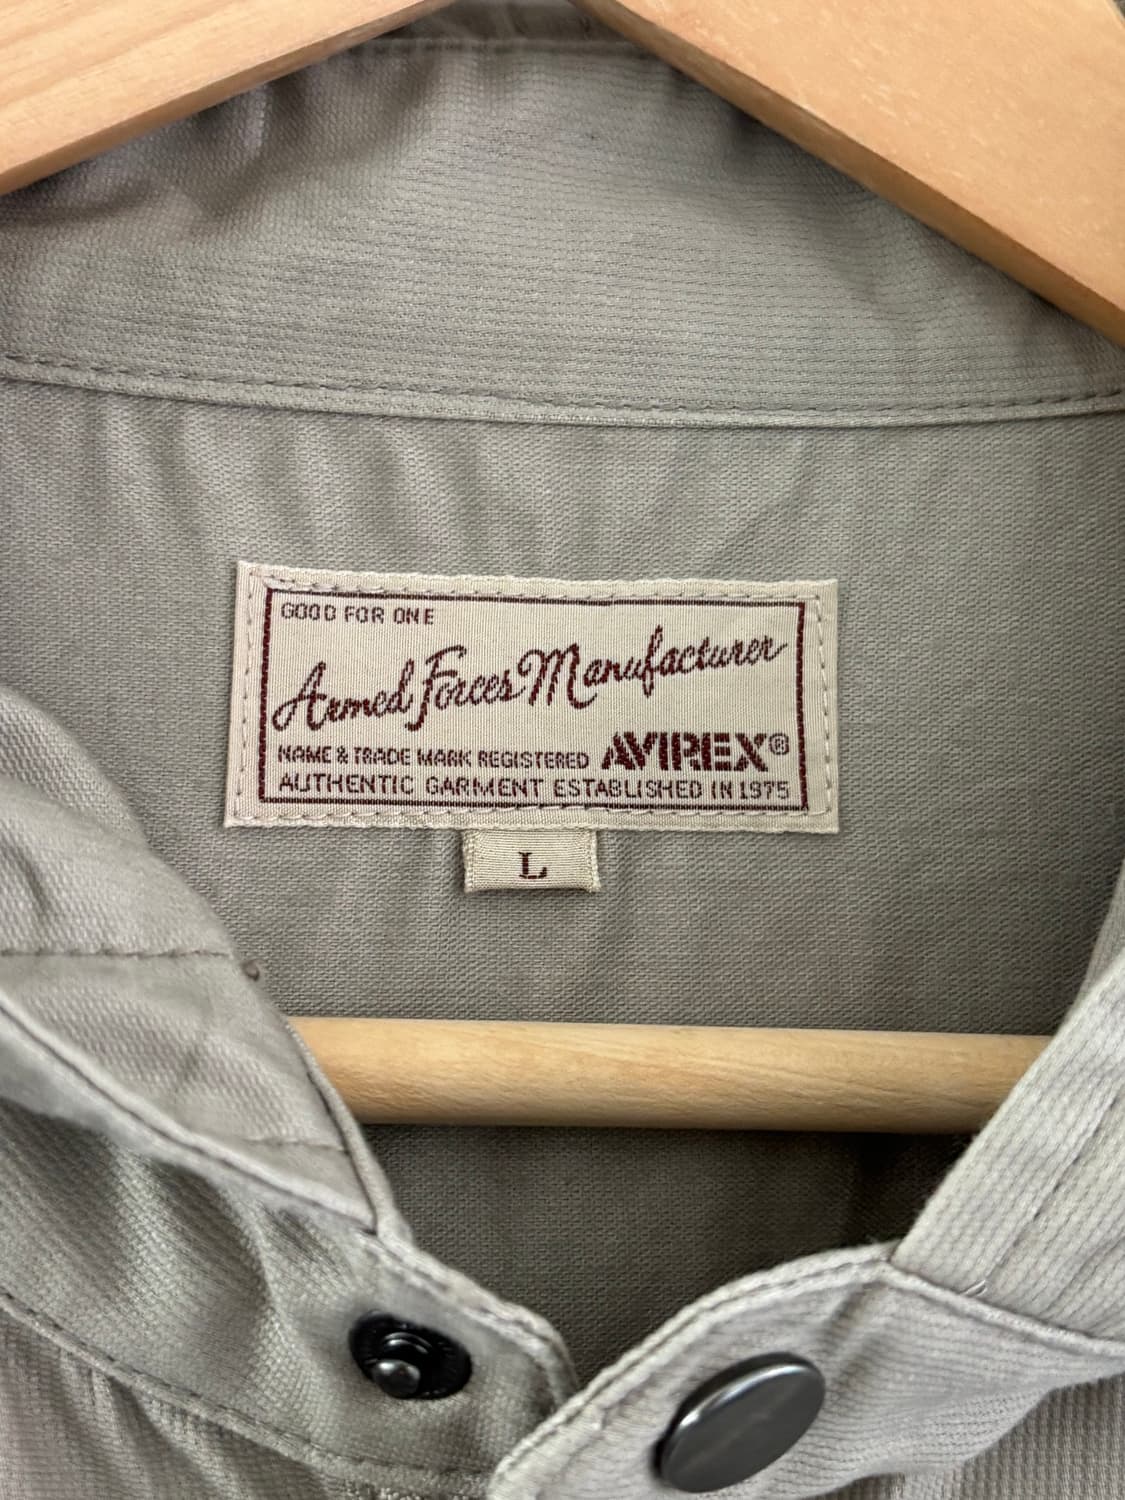 GOOD FOR ONE
Armed Forces Manufacturer
NAME & TRADE MARK REGISTERED AVIREX®
AUTHENTIC GARMENT ESTABLISHED IN 1975
L